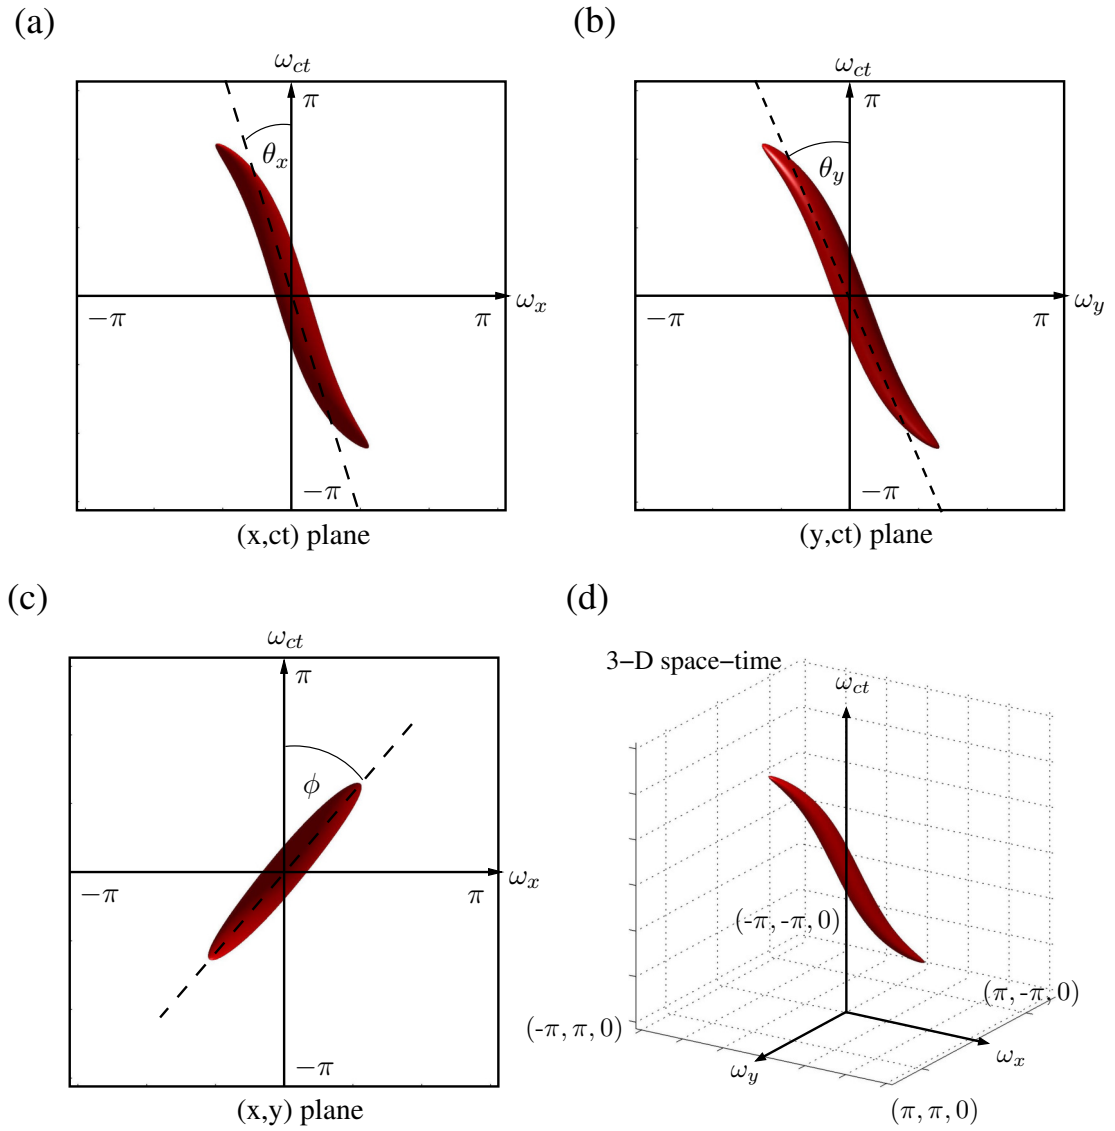 (a)
ω_ct
π
θ_x
ω_x
−π
π
−π
(x,ct) plane
(b)
ω_ct
π
θ_y
ω_y
−π
π
−π
(y,ct) plane
(c)
ω_ct
π
φ
ω_x
−π
π
−π
(x,y) plane
(d)
3−D space−time
ω_ct
(-π, -π, 0)
(π, -π, 0)
(-π, π, 0)
ω_x
ω_y
(π, π, 0)